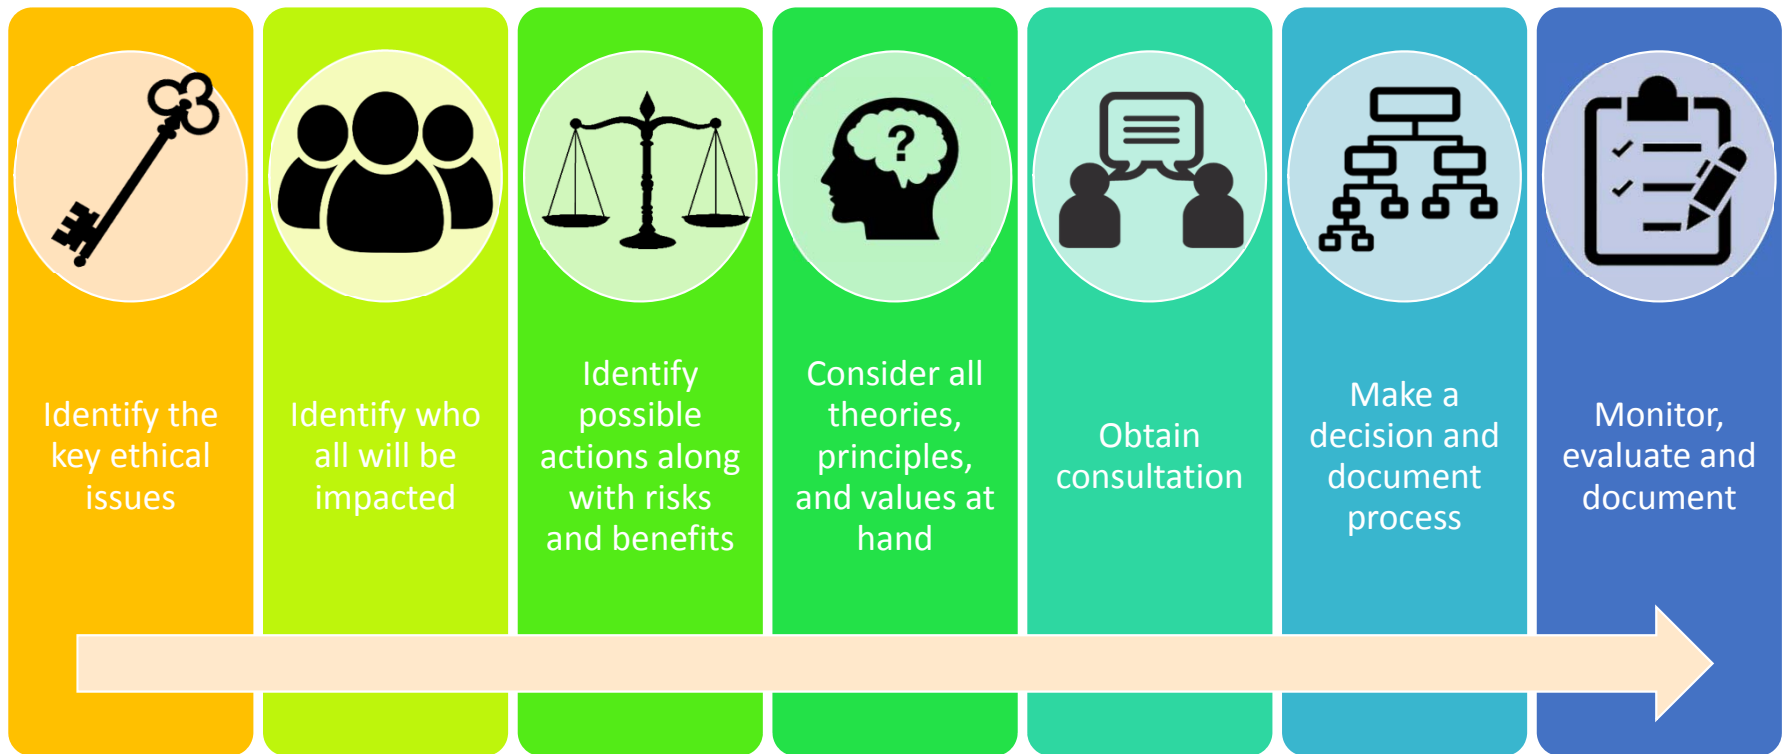 Identify the
key ethical
issues
Identify who
all will be
impacted
Identify
possible
actions along
with risks
and benefits
Consider all
theories,
principles,
and values at
hand
?
Obtain
consultation
Make a
decision and
document
process
Monitor,
evaluate and
document